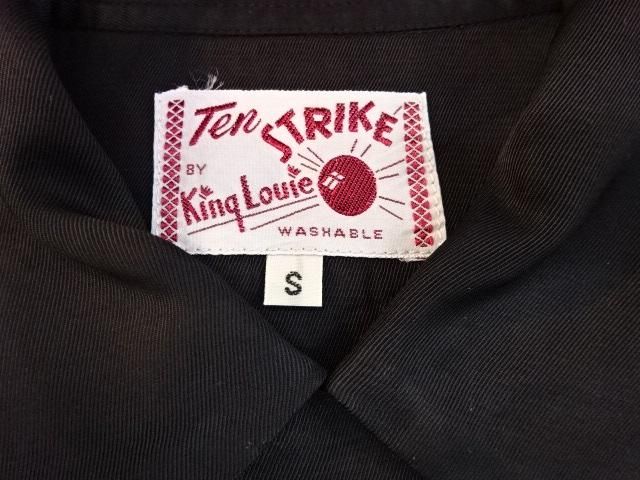 Ten STRIKE
BY
King Louie
WASHABLE
S